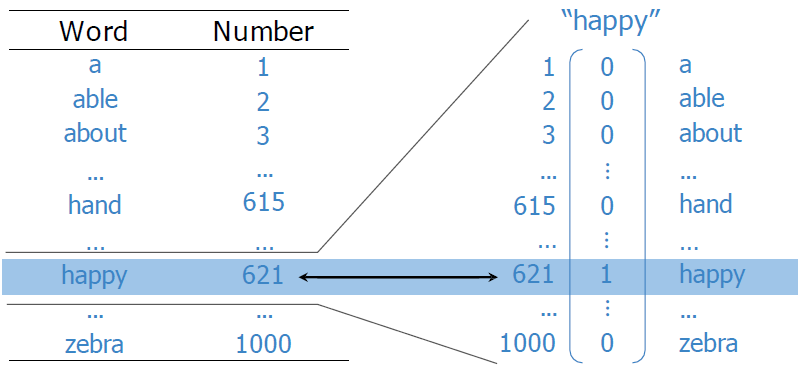 Word Number
a 1
able 2
about 3
... ...
hand 615
... ...
happy 621
... ...
zebra 1000
“happy”
1 0 a
2 0 able
3 0 about
... ⋮ ...
615 0 hand
... ⋮ ...
621 1 happy
... ⋮ ...
1000 0 zebra